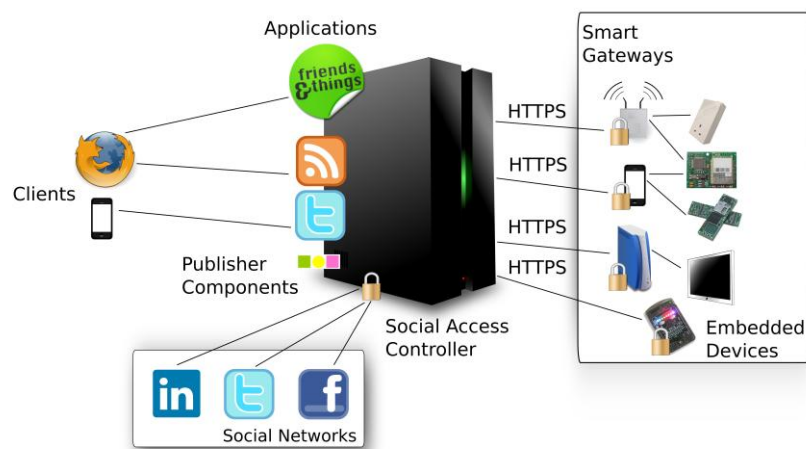 Applications
friends
&things
Clients
Publisher
Components
Social Access
Controller
Social Networks
in
t
t
f
HTTPS
HTTPS
HTTPS
HTTPS
Smart
Gateways
Embedded
Devices